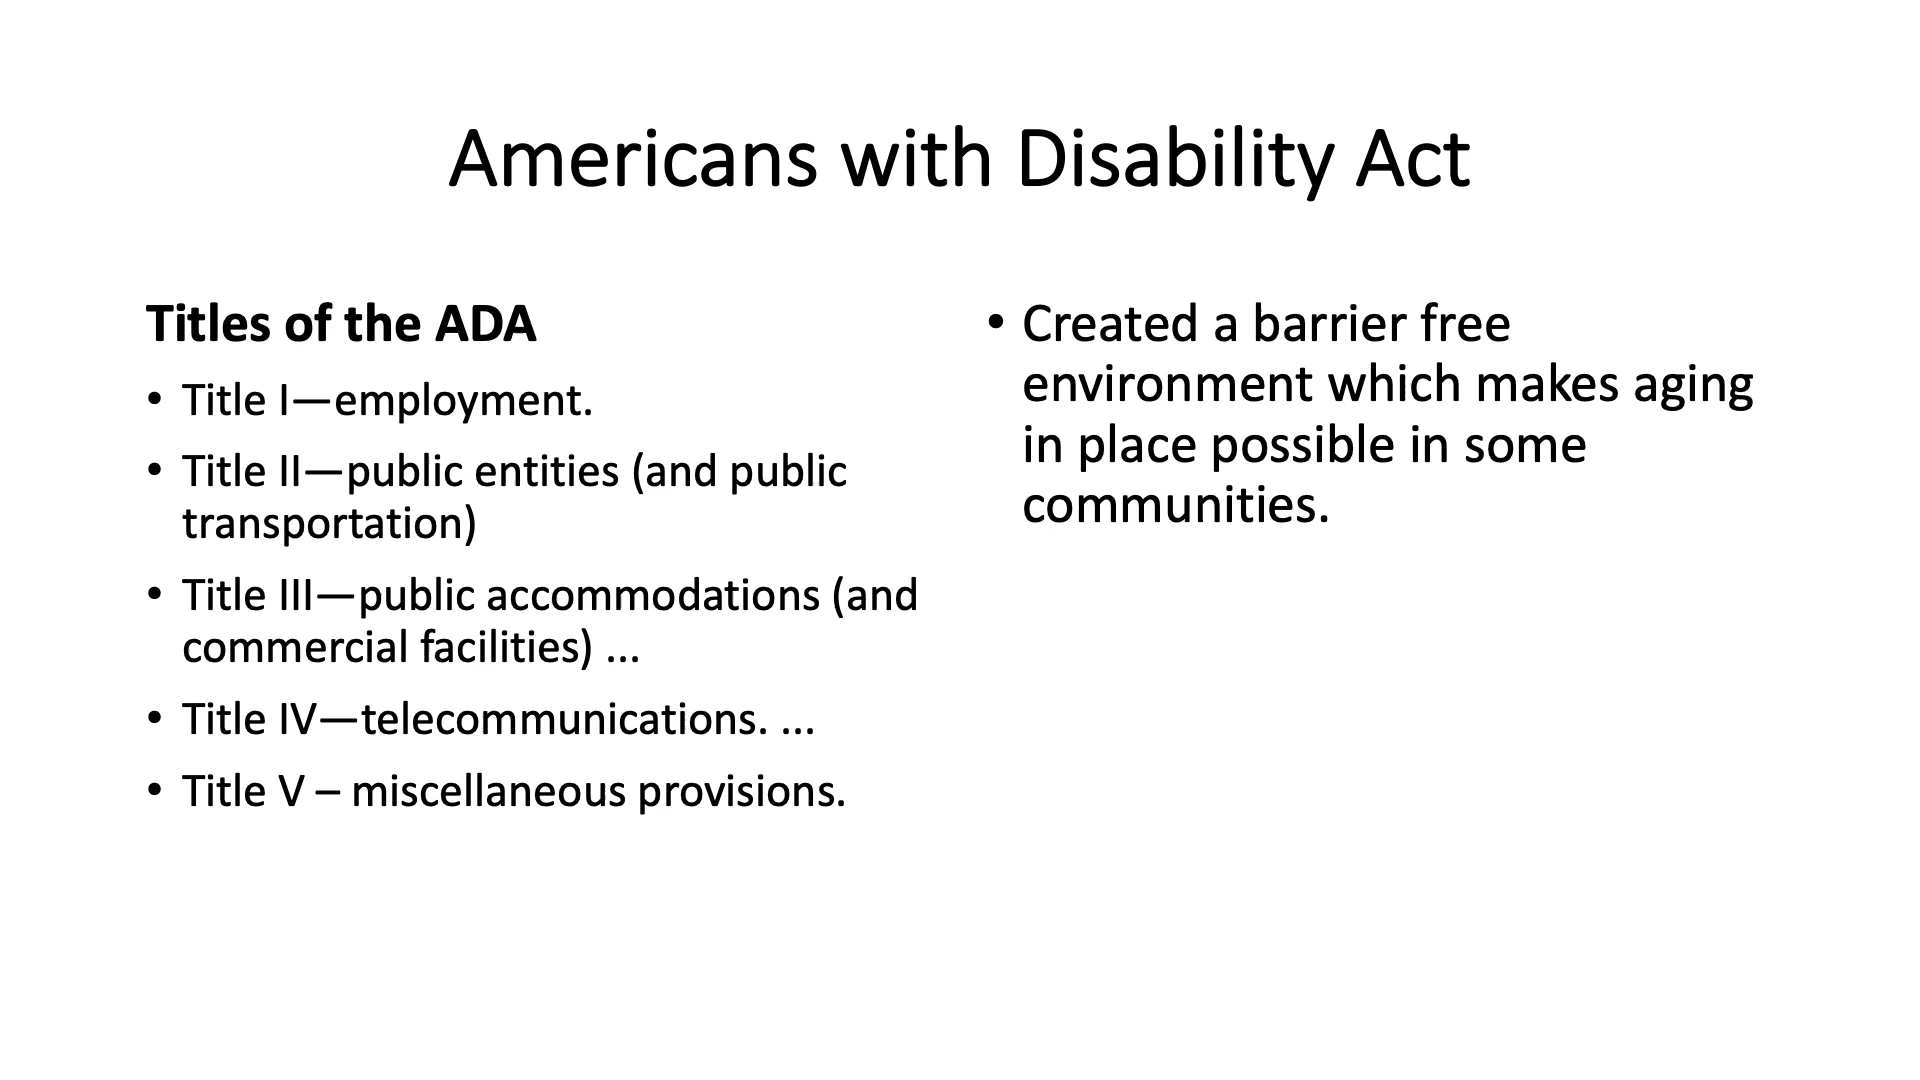 Americans with Disability Act
Titles of the ADA
• Title I—employment.
• Title II—public entities (and public
transportation)
• Title III—public accommodations (and
commercial facilities) ...
• Title IV—telecommunications. ...
• Title V – miscellaneous provisions.
• Created a barrier free
environment which makes aging
in place possible in some
communities.